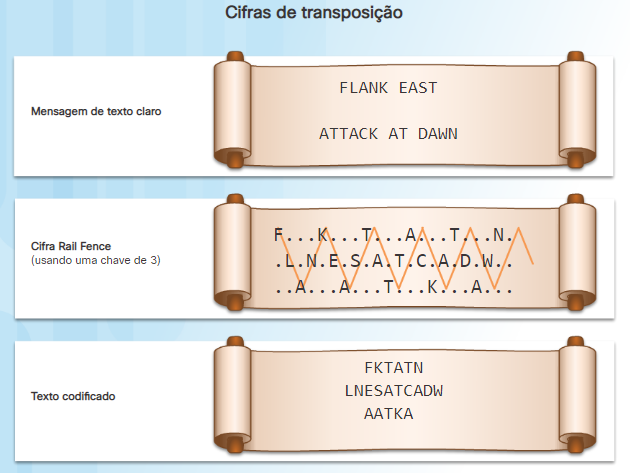 Cifras de transposição
Mensagem de texto claro
FLANK EAST
ATTACK AT DAWN
Cifra Rail Fence
(usando uma chave de 3)
F...K...T...A...T...N.
.L.N.E.S.A.T.C.A.D.W..
..A...A...T...K...A...
Texto codificado
FKTATN
LNESATCADW
AATKA